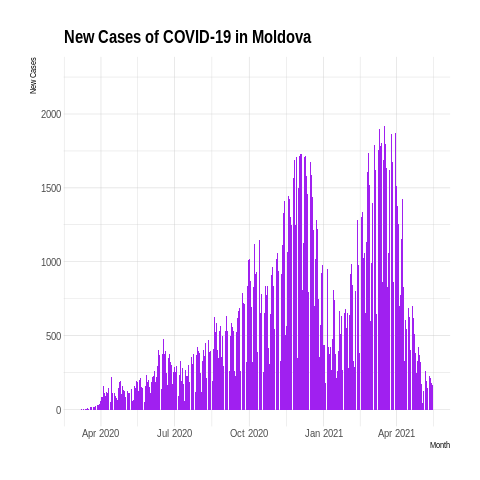 New Cases of COVID-19 in Moldova
New Cases
2000
1500
1000
500
0
Apr 2020 Jul 2020 Oct 2020 Jan 2021 Apr 2021
Month